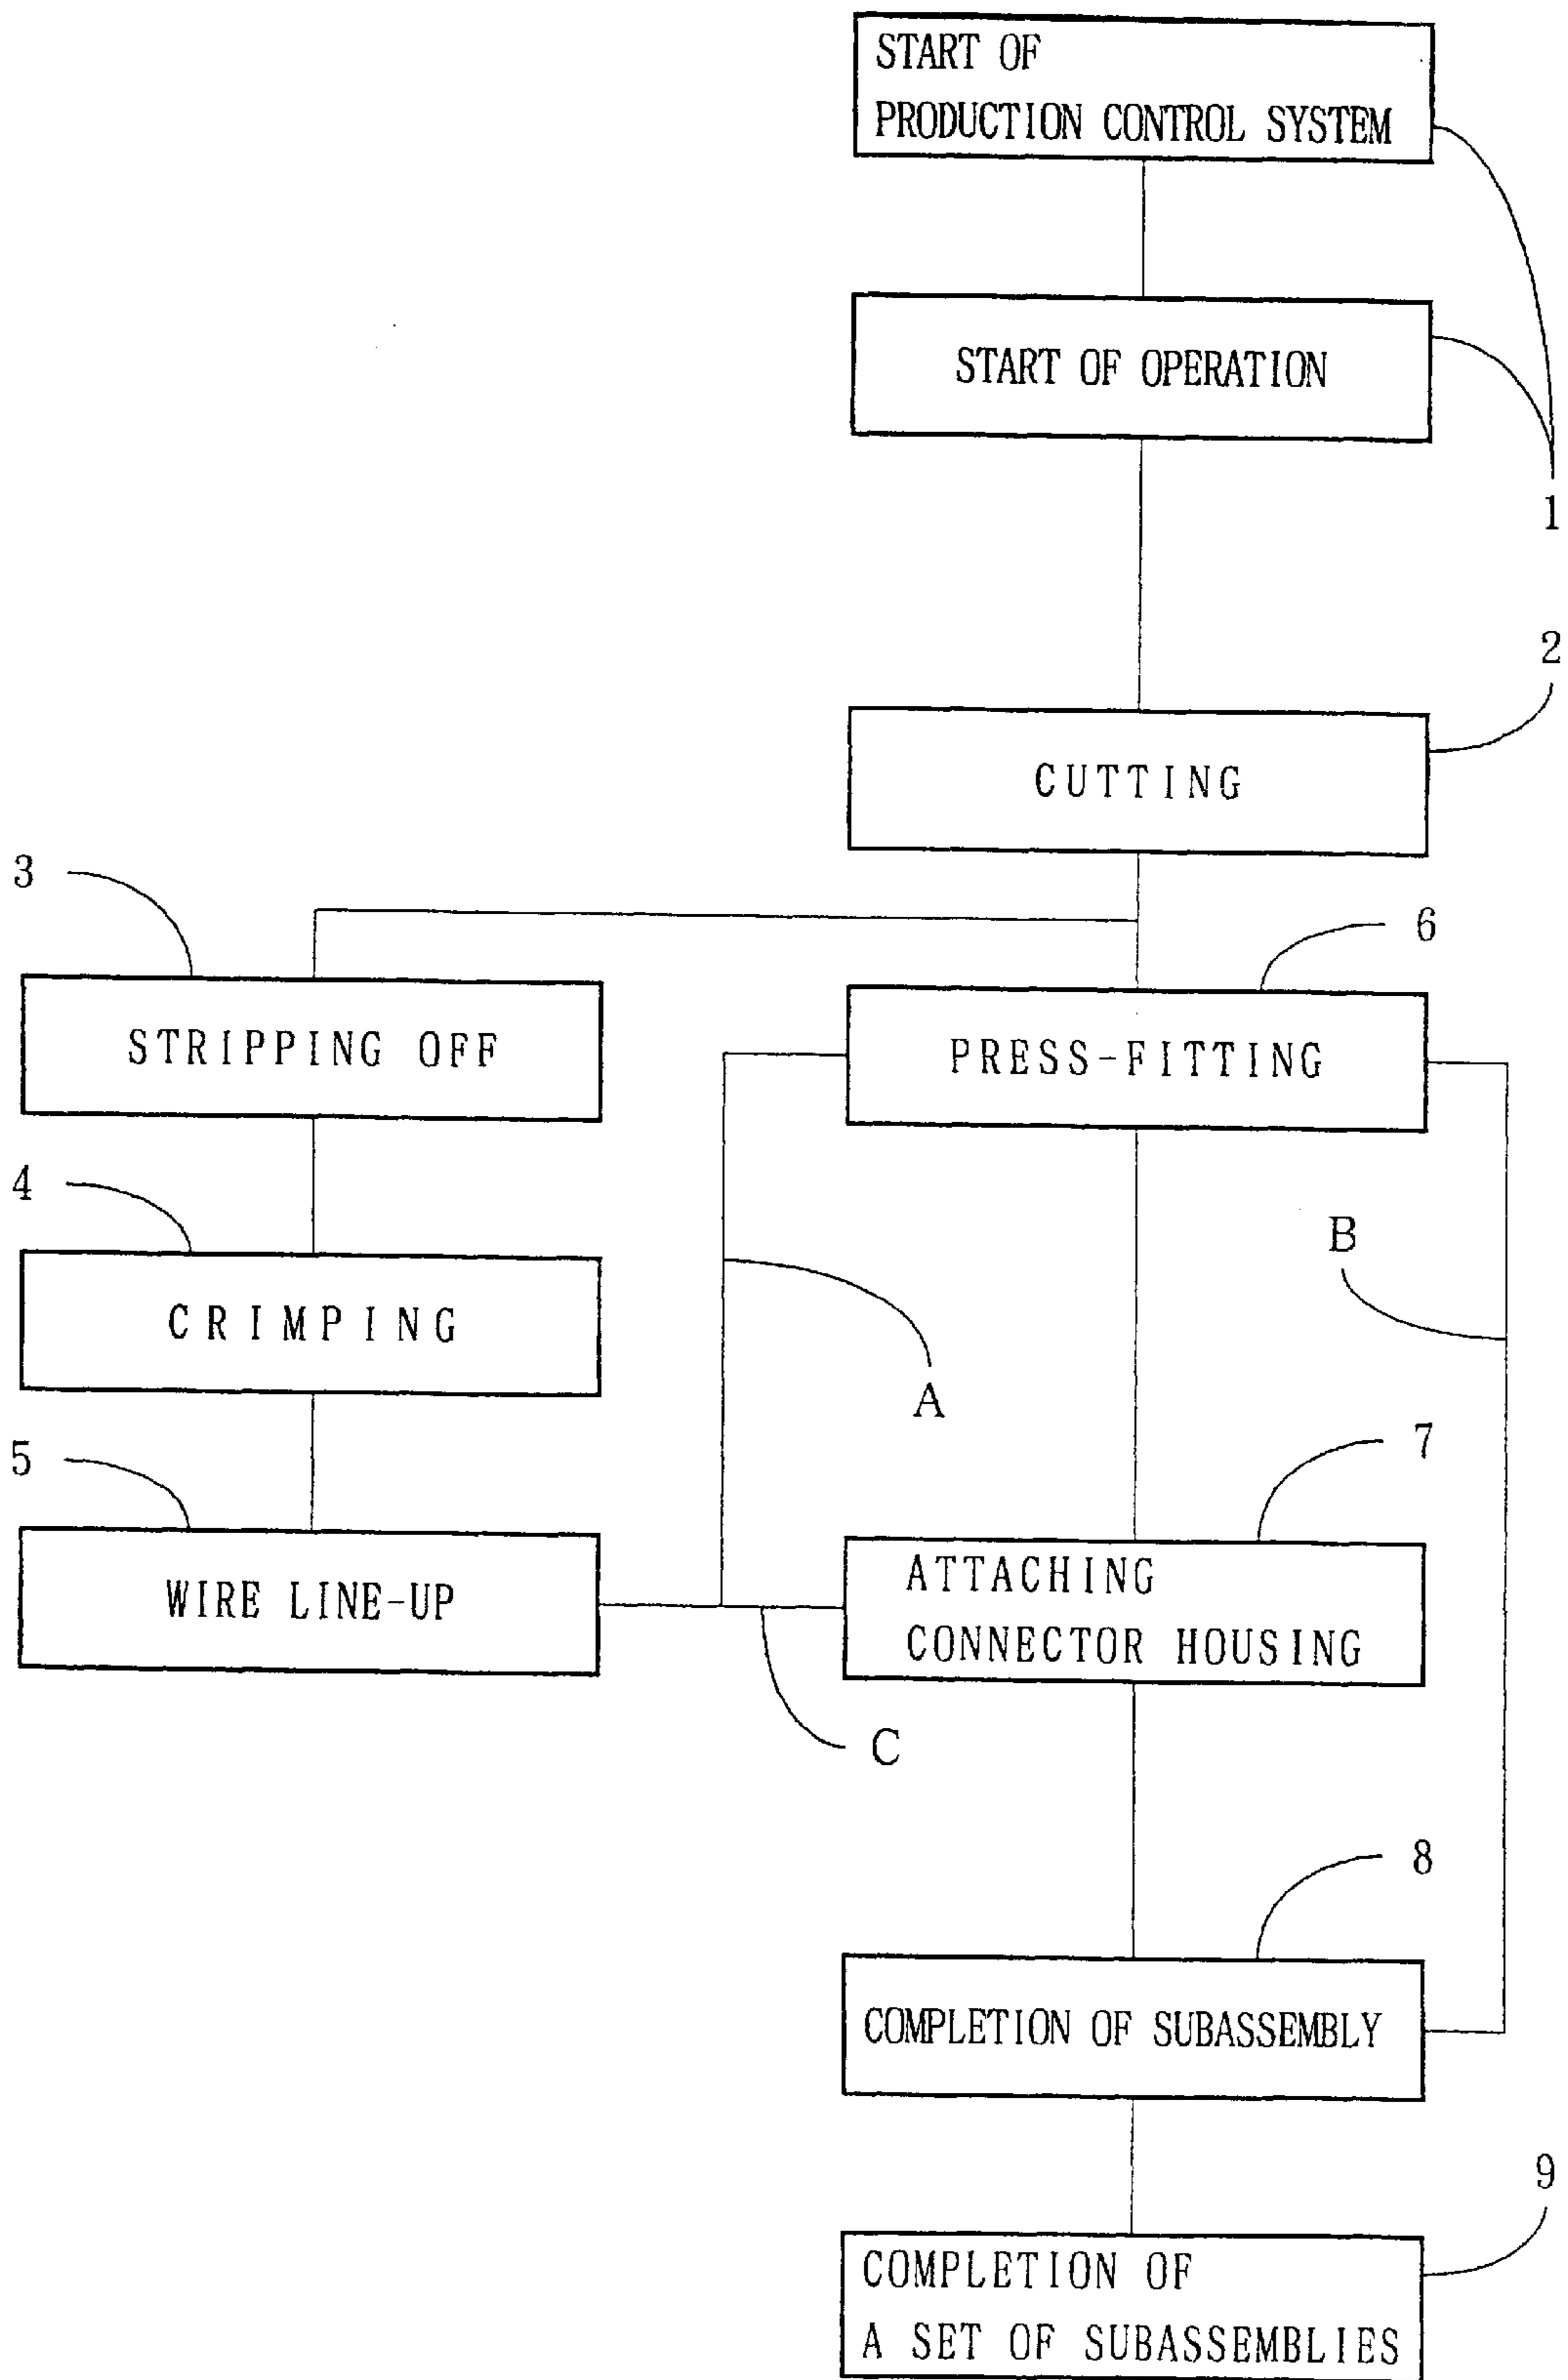 START OF
PRODUCTION CONTROL SYSTEM
START OF OPERATION
1
2
CUTTING
3
6
STRIPPING OFF
PRESS-FITTING
4
B
CRIMPING
A
5
7
WIRE LINE-UP
ATTACHING
CONNECTOR HOUSING
C
8
COMPLETION OF SUBASSEMBLY
9
COMPLETION OF
A SET OF SUBASSEMBLIES